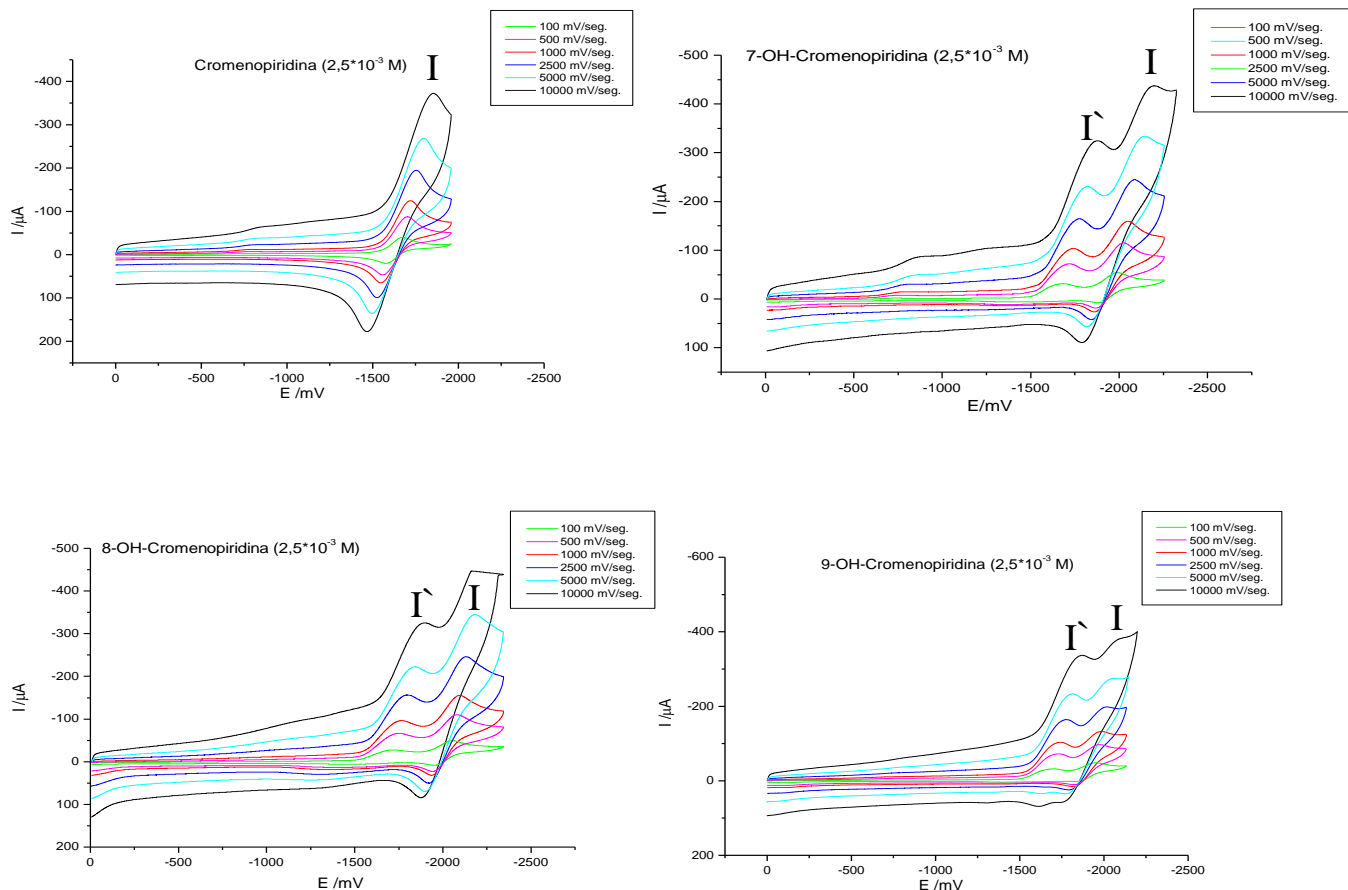 Cromenopiridina (2,5*10⁻³ M)
I
100 mV/seg.
500 mV/seg.
1000 mV/seg.
2500 mV/seg.
5000 mV/seg.
10000 mV/seg.
-400
-300
-200
-100
0
100
200
I /µA
0 -500 -1000 -1500 -2000 -2500
E /mV
7-OH-Cromenopiridina (2,5*10⁻³ M)
I` I
100 mV/seg.
500 mV/seg.
1000 mV/seg.
2500 mV/seg.
5000 mV/seg.
10000 mV/seg.
-500
-400
-300
-200
-100
0
100
I /µA
0 -500 -1000 -1500 -2000 -2500
E/mV
8-OH-Cromenopiridina (2,5*10⁻³ M)
I` I
100 mV/seg.
500 mV/seg.
1000 mV/seg.
2500 mV/seg.
5000 mV/seg.
10000 mV/seg.
-500
-400
-300
-200
-100
0
100
200
I /µA
0 -500 -1000 -1500 -2000 -2500
E /mV
9-OH-Cromenopiridina (2,5*10⁻³ M)
I` I
100 mV/seg.
500 mV/seg.
1000 mV/seg.
2500 mV/seg.
5000 mV/seg.
10000 mV/seg.
-600
-400
-200
0
200
I /µA
0 -500 -1000 -1500 -2000 -2500
E /mV